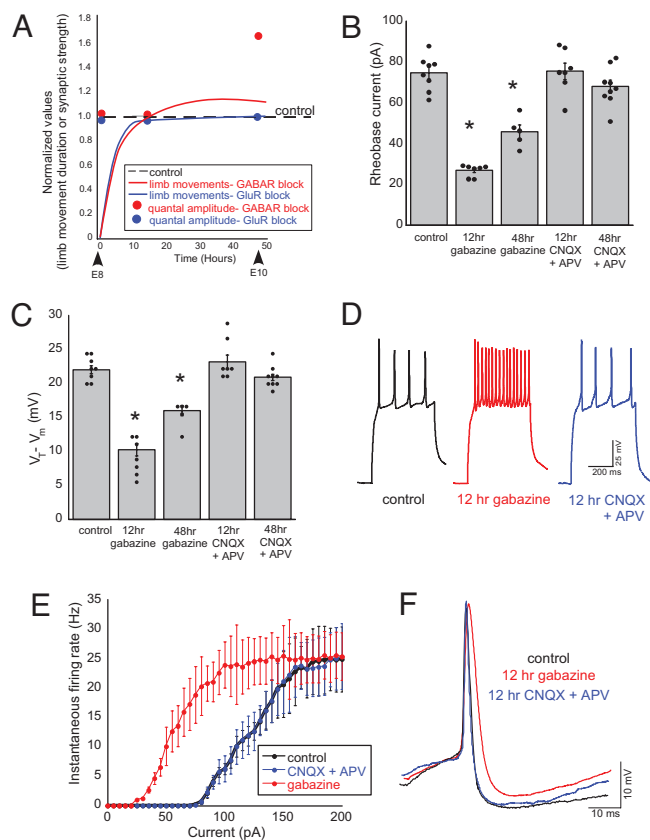 A
Normalized values
(limb movement duration or synaptic strength)
1.8
1.6
1.4
1.2
1.0
0.8
0.6
0.4
0.2
0
control
control
limb movements- GABAR block
limb movements- GluR block
quantal amplitude- GABAR block
quantal amplitude- GluR block
0 10 20 30 40 50
Time (Hours)
E8
E10
B
Rheobase current (pA)
100
80
60
40
20
0
*
*
control
12hr
gabazine
48hr
gabazine
12hr
CNQX
+ APV
48hr
CNQX
+ APV
C
V_T- V_m (mV)
30
25
20
15
10
5
0
*
*
control
12hr
gabazine
48hr
gabazine
12hr
CNQX
+ APV
48hr
CNQX
+ APV
D
25 mV
200 ms
control
12 hr gabazine
12 hr CNQX
+ APV
E
Instantaneous firing rate (Hz)
35
30
25
20
15
10
5
0
control
CNQX + APV
gabazine
0 50 100 150 200
Current (pA)
F
control
12 hr gabazine
12 hr CNQX + APV
10 mV
10 ms